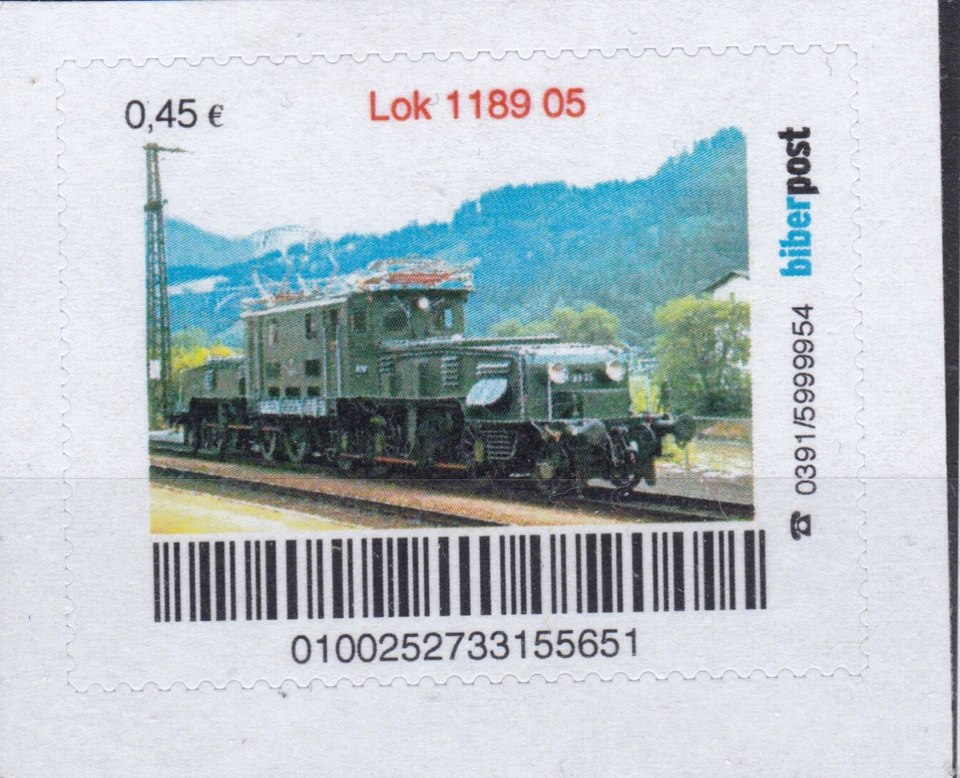 0,45 €
Lok 1189 05
biberpost
☎ 0391/5999954
0100252733155651